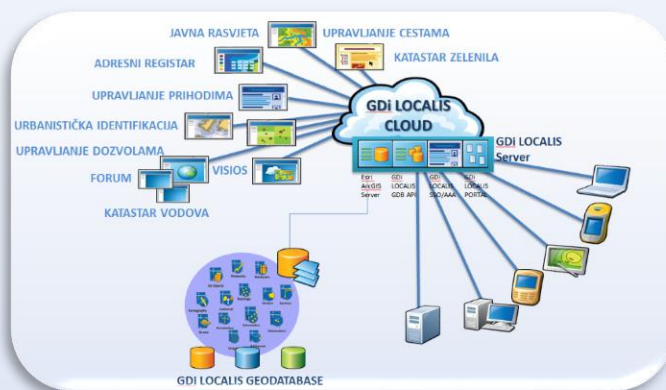 JAVNA RASVJETA
UPRAVLJANJE CESTAMA
ADRESNI REGISTAR
KATASTAR ZELENILA
UPRAVLJANJE PRIHODIMA
GDi LOCALIS
CLOUD
URBANISTIČKA IDENTIFIKACIJA
GDi LOCALIS
Server
UPRAVLJANJE DOZVOLAMA
FORUM
VISIOS
KATASTAR VODOVA
Esri
ArcGIS
Server
GDi
LOCALIS
GDB API
GDi
LOCALIS
SSO/AAA
GDi
LOCALIS
PORTAL
GDI LOCALIS GEODATABASE